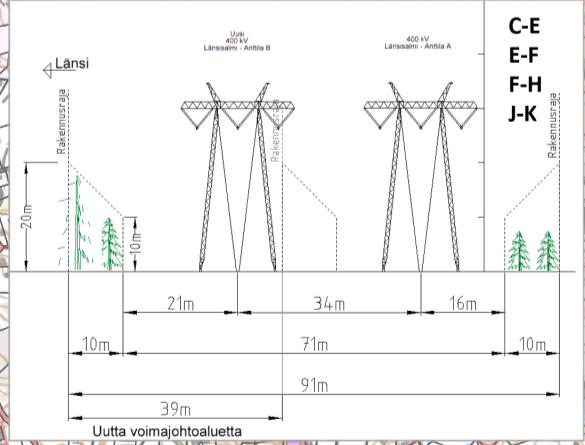 C-E
E-F
F-H
J-K
Uusi
400 kV
Länsisalmi - Anttila B
400 kV
Länsisalmi - Anttila A
Länsi
Rakennusraja
Rakennusraja
Rakennusraja
20m
10m
21m
34m
16m
10m
71m
10m
91m
39m
Uutta voimajohtoaluetta